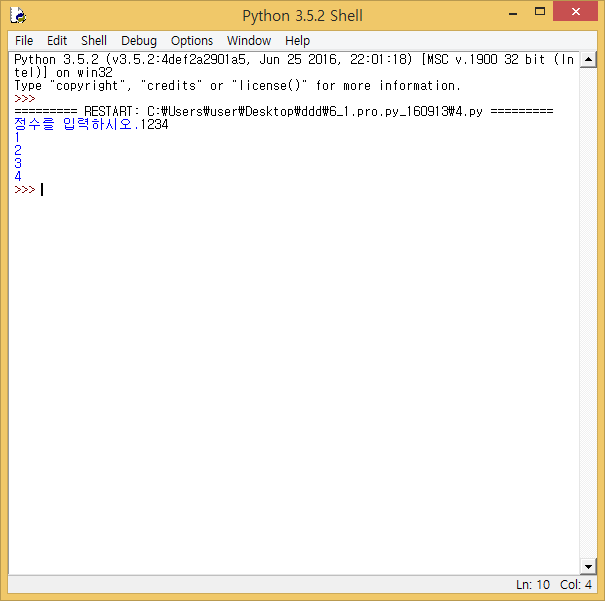 Python 3.5.2 Shell
File Edit Shell Debug Options Window Help
Python 3.5.2 (v3.5.2:4def2a2901a5, Jun 25 2016, 22:01:18) [MSC v.1900 32 bit (In
tel)] on win32
Type "copyright", "credits" or "license()" for more information.
>>>
========= RESTART: C:₩Users₩user₩Desktop₩ddd₩6_1.pro.py_160913₩4.py =========
정수를 입력하시오.1234
1
2
3
4
>>>
Ln: 10 Col: 4